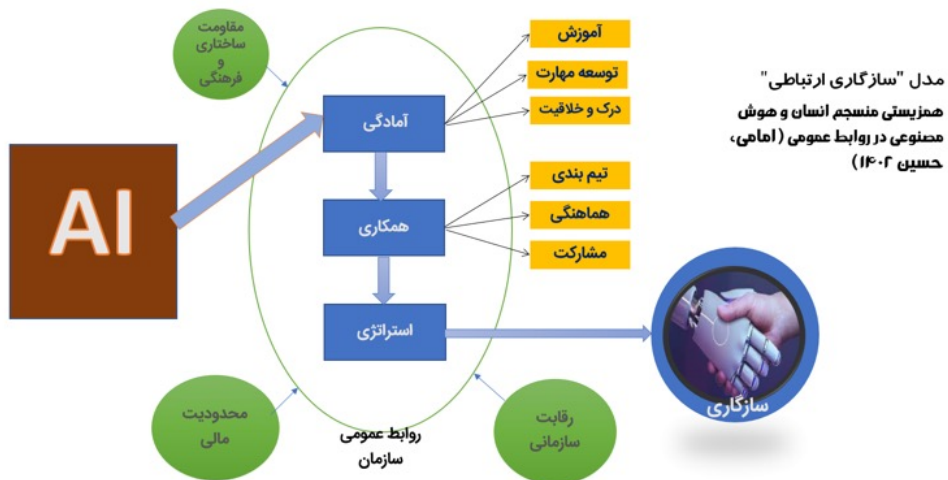 مدل "سازگاری ارتباطی"
همزیستی منسجم انسان و هوش
مصنوعی در روابط عمومی (امامی،
حسین ۱۴۰۲)
مقاومت
ساختاری
و
فرهنگی
AI
آمادگی
آموزش
توسعه مهارت
درک و خلاقیت
همکاری
تیم بندی
هماهنگی
مشارکت
استراتژی
سازگاری
محدودیت
مالی
روابط عمومی
سازمان
رقابت
سازمانی